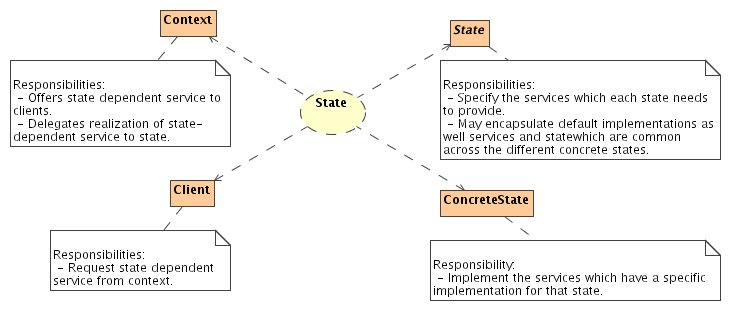 Context
Responsibilities:
– Offers state dependent service to
clients.
– Delegates realization of state–
dependent service to state.
State
Responsibilities:
– Specify the services which each state needs
to provide.
– May encapsulate default implementations as
well services and statewhich are common
across the different concrete states.
State
Client
Responsibilities:
– Request state dependent
service from context.
ConcreteState
Responsibility:
– Implement the services which have a specific
implementation for that state.